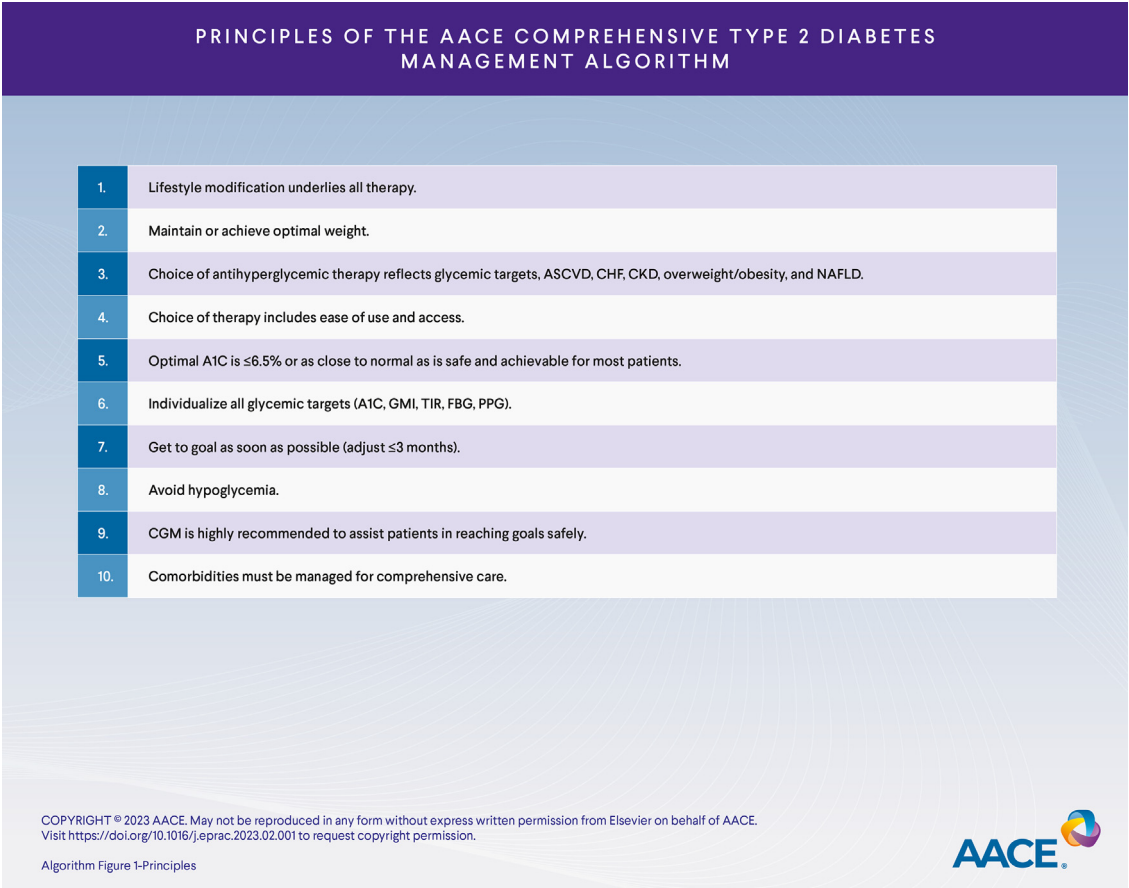 PRINCIPLES OF THE AACE COMPREHENSIVE TYPE 2 DIABETES
MANAGEMENT ALGORITHM
1. Lifestyle modification underlies all therapy.
2. Maintain or achieve optimal weight.
3. Choice of antihyperglycemic therapy reflects glycemic targets, ASCVD, CHF, CKD, overweight/obesity, and NAFLD.
4. Choice of therapy includes ease of use and access.
5. Optimal A1C is ≤6.5% or as close to normal as is safe and achievable for most patients.
6. Individualize all glycemic targets (A1C, GMI, TIR, FBG, PPG).
7. Get to goal as soon as possible (adjust ≤3 months).
8. Avoid hypoglycemia.
9. CGM is highly recommended to assist patients in reaching goals safely.
10. Comorbidities must be managed for comprehensive care.
COPYRIGHT © 2023 AACE. May not be reproduced in any form without express written permission from Elsevier on behalf of AACE.
Visit https://doi.org/10.1016/j.eprac.2023.02.001 to request copyright permission.
Algorithm Figure 1-Principles
AACE®